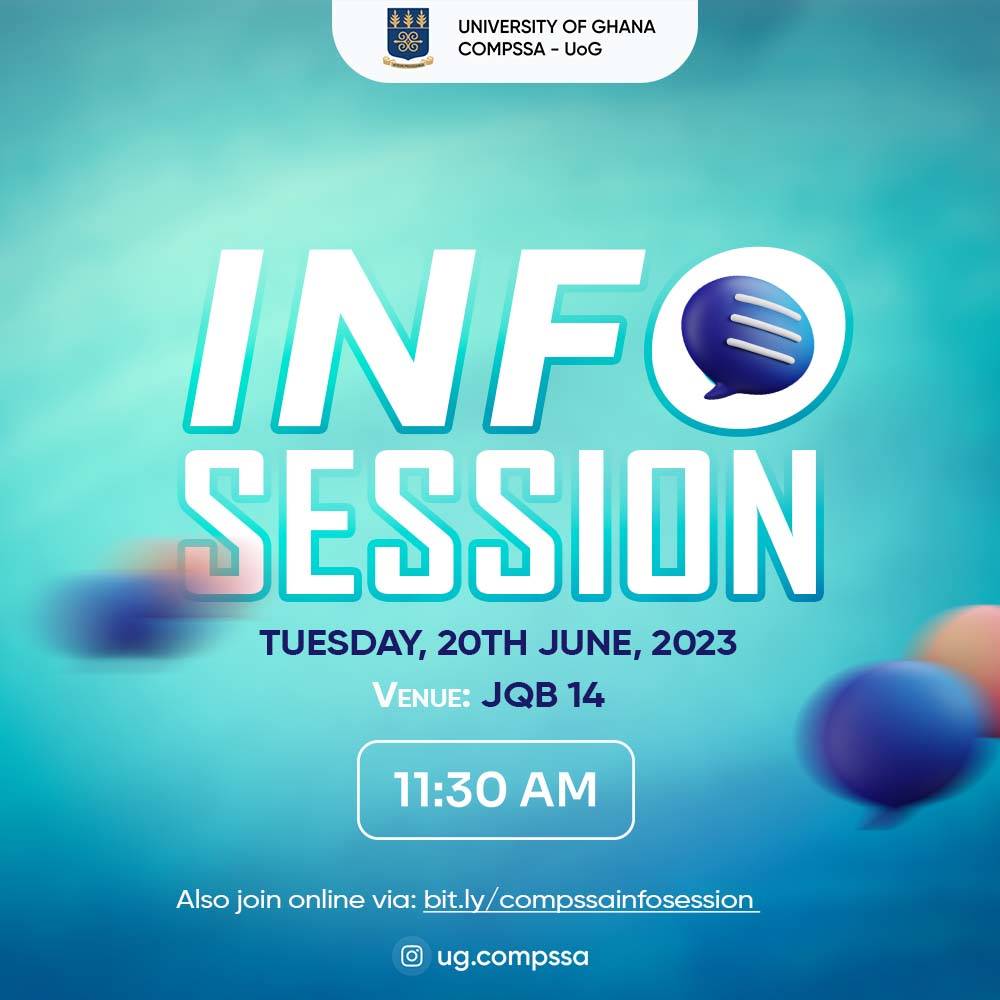 UNIVERSITY OF GHANA
COMPSSA - UoG
INFO
SESSION
TUESDAY, 20TH JUNE, 2023
VENUE: JQB 14
11:30 AM
Also join online via: bit.ly/compssainfosession
ug.compssa